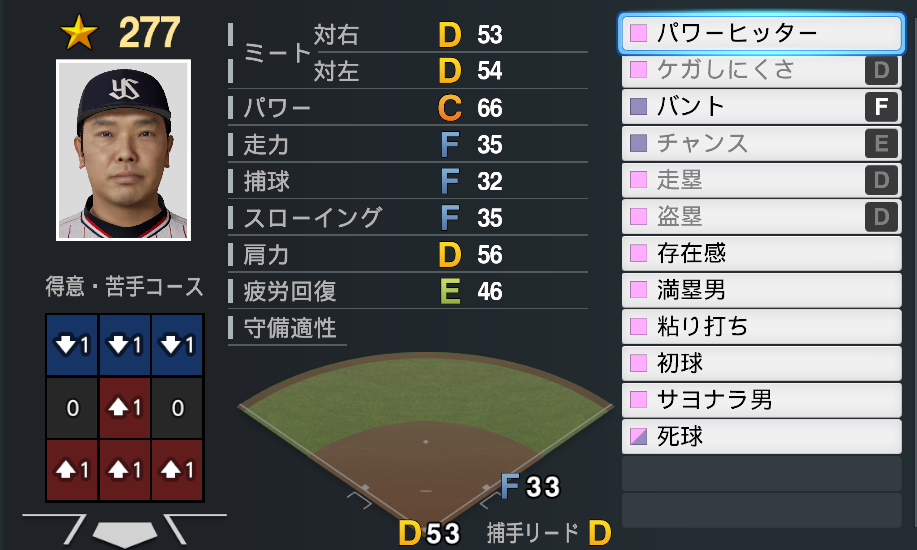 277
YS
ミート 対右 D 53
対左 D 54
パワー C 66
走力 F 35
捕球 F 32
スローイング F 35
肩力 D 56
疲労回復 E 46
守備適性
F 33
D 53 捕手リード D
得意・苦手コース
1 1 1
0 1 0
1 1 1
パワーヒッター
ケガしにくさ D
バント F
チャンス E
走塁 D
盗塁 D
存在感
満塁男
粘り打ち
初球
サヨナラ男
死球